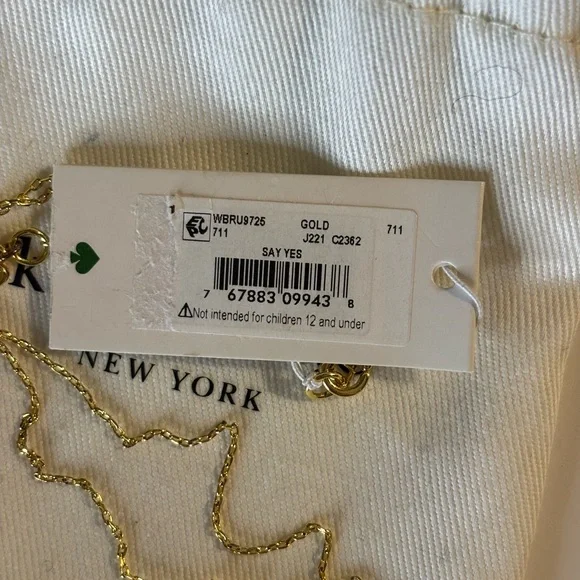 WBRU9725 GOLD 711
711 J221 C2362
SAY YES
7 67883 09943 8
⚠Not intended for children 12 and under
K
NEW YORK